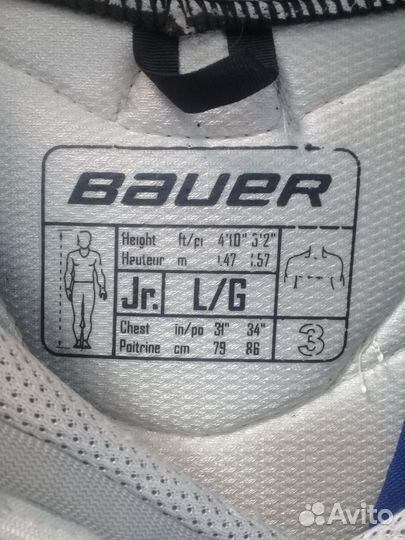 BAUER
Height ft/pi 4'10" 5'2"
Hauteur m 1.47 1.57
Jr. L/G
Chest in/po 31" 34"
Poitrine cm 79 86
3
Avito